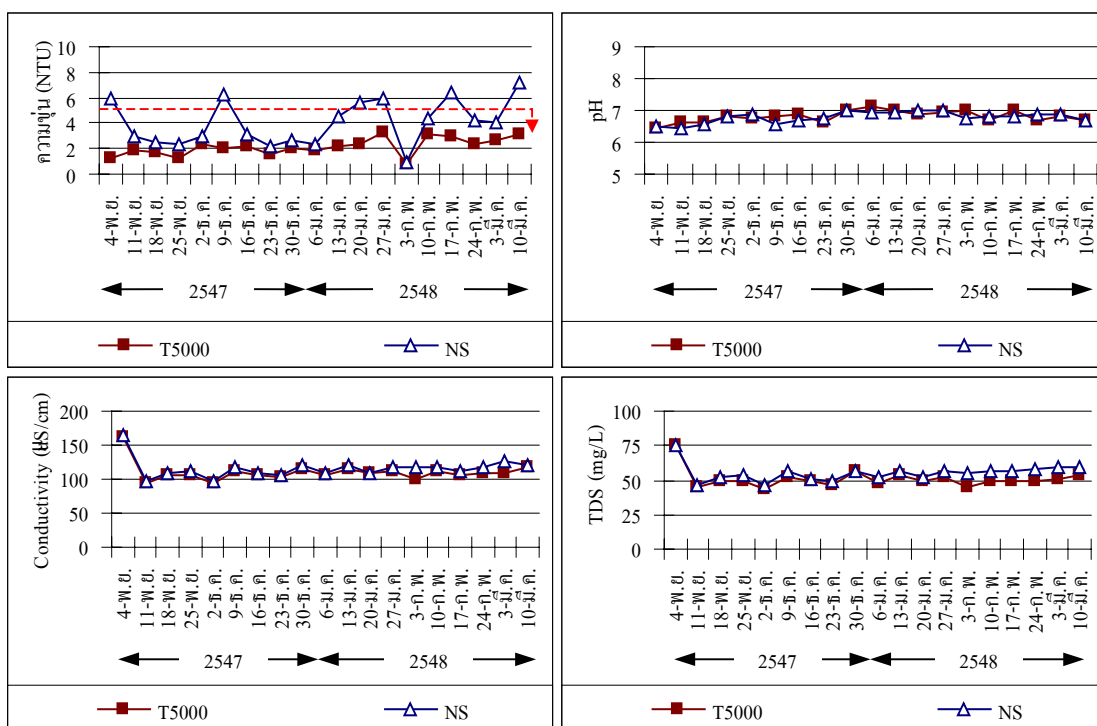 ความขุ่น (NTU)
10
8
6
4
2
0
4-พ.ย.
11-พ.ย.
18-พ.ย.
25-พ.ย.
2-ธ.ค.
9-ธ.ค.
16-ธ.ค.
23-ธ.ค.
30-ธ.ค.
6-ม.ค.
13-ม.ค.
20-ม.ค.
27-ม.ค.
3-ก.พ.
10-ก.พ.
17-ก.พ.
24-ก.พ.
3-มี.ค.
10-มี.ค.
2547
2548
T5000
NS
pH
9
8
7
6
5
4-พ.ย.
11-พ.ย.
18-พ.ย.
25-พ.ย.
2-ธ.ค.
9-ธ.ค.
16-ธ.ค.
23-ธ.ค.
30-ธ.ค.
6-ม.ค.
13-ม.ค.
20-ม.ค.
27-ม.ค.
3-ก.พ.
10-ก.พ.
17-ก.พ.
24-ก.พ.
3-มี.ค.
10-มี.ค.
2547
2548
T5000
NS
Conductivity (µS/cm)
200
150
100
50
0
4-พ.ย.
11-พ.ย.
18-พ.ย.
25-พ.ย.
2-ธ.ค.
9-ธ.ค.
16-ธ.ค.
23-ธ.ค.
30-ธ.ค.
6-ม.ค.
13-ม.ค.
20-ม.ค.
27-ม.ค.
3-ก.พ.
10-ก.พ.
17-ก.พ.
24-ก.พ.
3-มี.ค.
10-มี.ค.
2547
2548
T5000
NS
TDS (mg/L)
100
75
50
25
0
4-พ.ย.
11-พ.ย.
18-พ.ย.
25-พ.ย.
2-ธ.ค.
9-ธ.ค.
16-ธ.ค.
23-ธ.ค.
30-ธ.ค.
6-ม.ค.
13-ม.ค.
20-ม.ค.
27-ม.ค.
3-ก.พ.
10-ก.พ.
17-ก.พ.
24-ก.พ.
3-มี.ค.
10-มี.ค.
2547
2548
T5000
NS